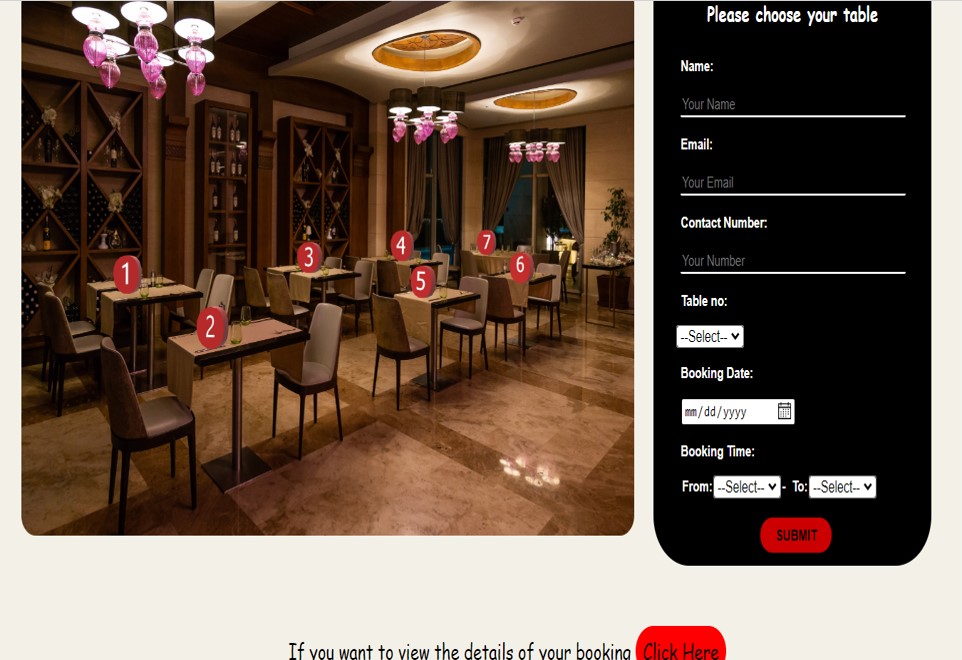 Please choose your table
Name:
Your Name
Email:
Your Email
Contact Number:
Your Number
Table no:
--Select--
Booking Date:
mm/dd/yyyy
Booking Time:
From: --Select-- - To: --Select--
SUBMIT
1
2
3
4
5
6
7
If you want to view the details of your booking Click Here